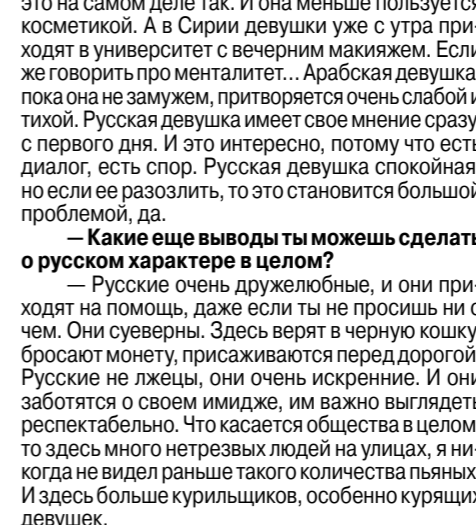 это на самом деле так. И она меньше пользуется
косметикой. А в Сирии девушки уже с утра при-
ходят в университет с вечерним макияжем. Если
же говорить про менталитет... Арабская девушка,
пока она не замужем, притворяется очень слабой и
тихой. Русская девушка имеет свое мнение сразу,
с первого дня. И это интересно, потому что есть
диалог, есть спор. Русская девушка спокойная,
но если ее разозлить, то это становится большой
проблемой, да.
— Какие еще выводы ты можешь сделать
о русском характере в целом?
— Русские очень дружелюбные, и они при-
ходят на помощь, даже если ты не просишь ни о
чем. Они суеверны. Здесь верят в черную кошку,
бросают монету, присаживаются перед дорогой.
Русские не лжецы, они очень искренние. И они
заботятся о своем имидже, им важно выглядеть
респектабельно. Что касается общества в целом,
то здесь много нетрезвых людей на улицах, я ни-
когда не видел раньше такого количества пьяных.
И здесь больше курильщиков, особенно курящих
девушек.